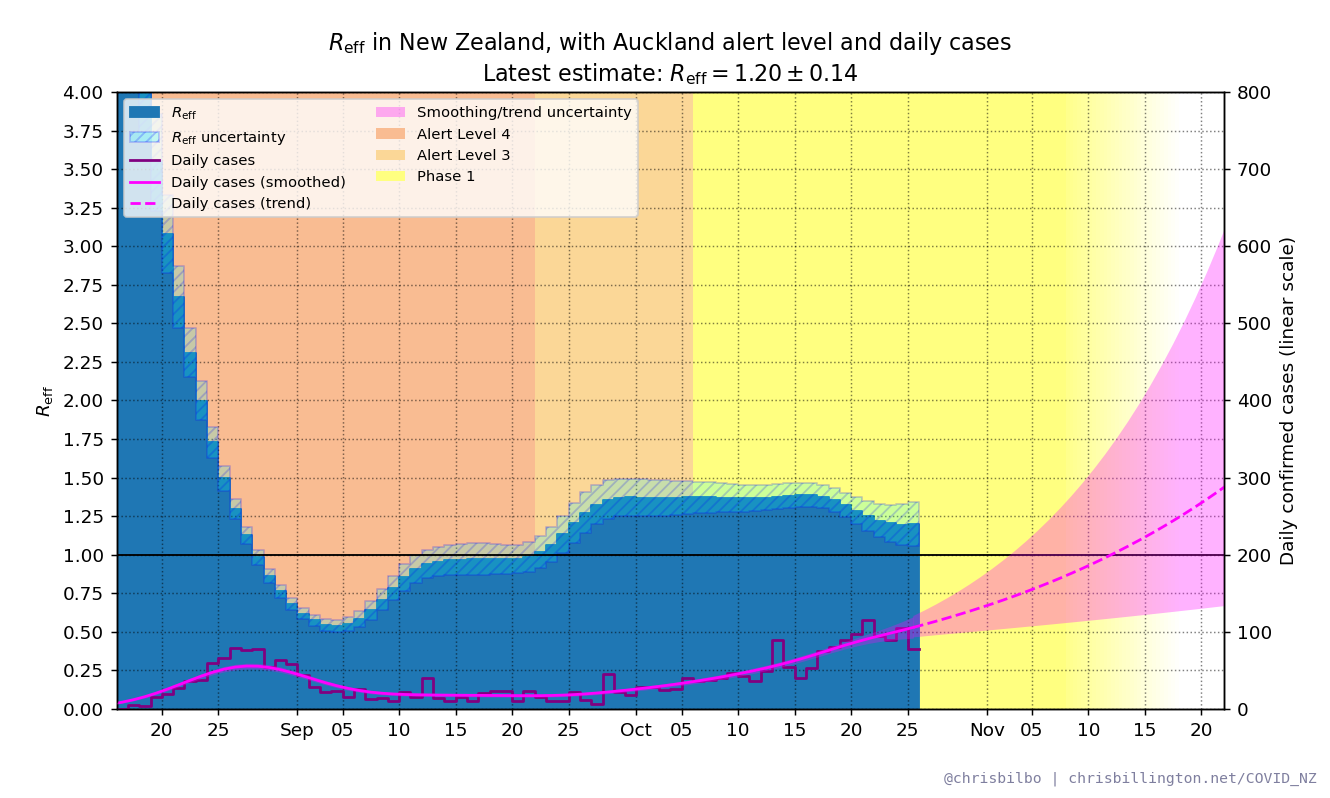 R_eff in New Zealand, with Auckland alert level and daily cases
Latest estimate: R_eff = 1.20 ± 0.14
R_eff
R_eff uncertainty
Daily cases
Daily cases (smoothed)
Daily cases (trend)
Smoothing/trend uncertainty
Alert Level 4
Alert Level 3
Phase 1
4.00
3.75
3.50
3.25
3.00
2.75
2.50
2.25
2.00
1.75
1.50
1.25
1.00
0.75
0.50
0.25
0.00
R_eff
800
700
600
500
400
300
200
100
0
Daily confirmed cases (linear scale)
20 25 Sep 05 10 15 20 25 Oct 05 10 15 20 25 Nov 05 10 15 20
@chrisbilbo | chrisbillington.net/COVID_NZ